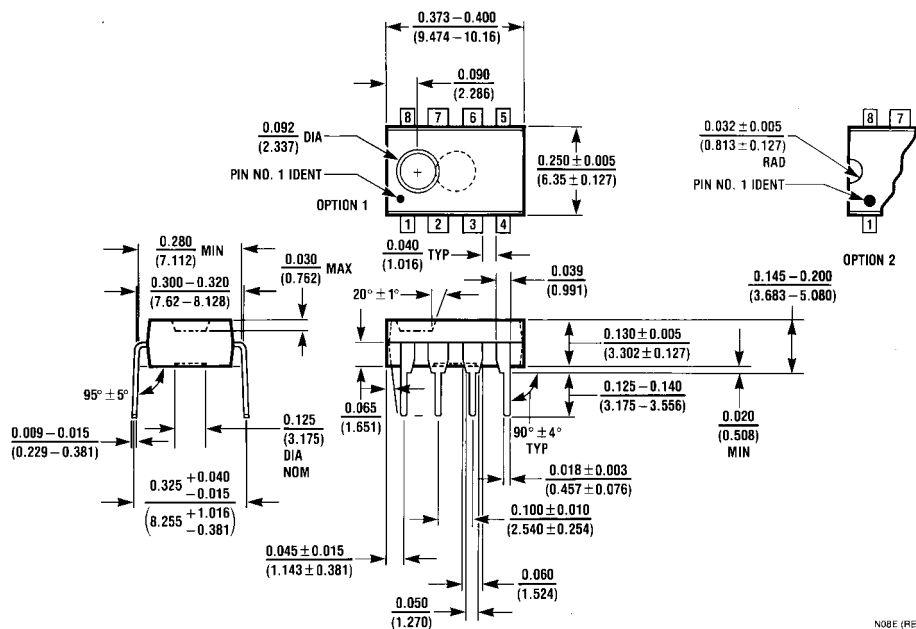 0.373 – 0.400
(9.474 – 10.16)
0.090
(2.286)
8 7 6 5
0.092 DIA
(2.337)
0.250 ± 0.005
(6.35 ± 0.127)
PIN NO. 1 IDENT
OPTION 1
1 2 3 4
8 7
0.032 ± 0.005
(0.813 ± 0.127)
RAD
PIN NO. 1 IDENT
1
OPTION 2
0.280 MIN
(7.112)
0.300 – 0.320
(7.62 – 8.128)
0.030 MAX
(0.762)
0.040 TYP
(1.016)
0.039
(0.991)
20° ± 1°
0.145 – 0.200
(3.683 – 5.080)
0.130 ± 0.005
(3.302 ± 0.127)
0.125 – 0.140
(3.175 – 3.556)
0.020
(0.508)
MIN
95° ± 5°
0.009 – 0.015
(0.229 – 0.381)
0.125
(3.175)
DIA
NOM
0.065
(1.651)
90° ± 4°
TYP
0.018 ± 0.003
(0.457 ± 0.076)
0.325 +0.040
−0.015
(8.255 +1.016
−0.381)
0.100 ± 0.010
(2.540 ± 0.254)
0.045 ± 0.015
(1.143 ± 0.381)
0.060
(1.524)
0.050
(1.270)
N08E (RE